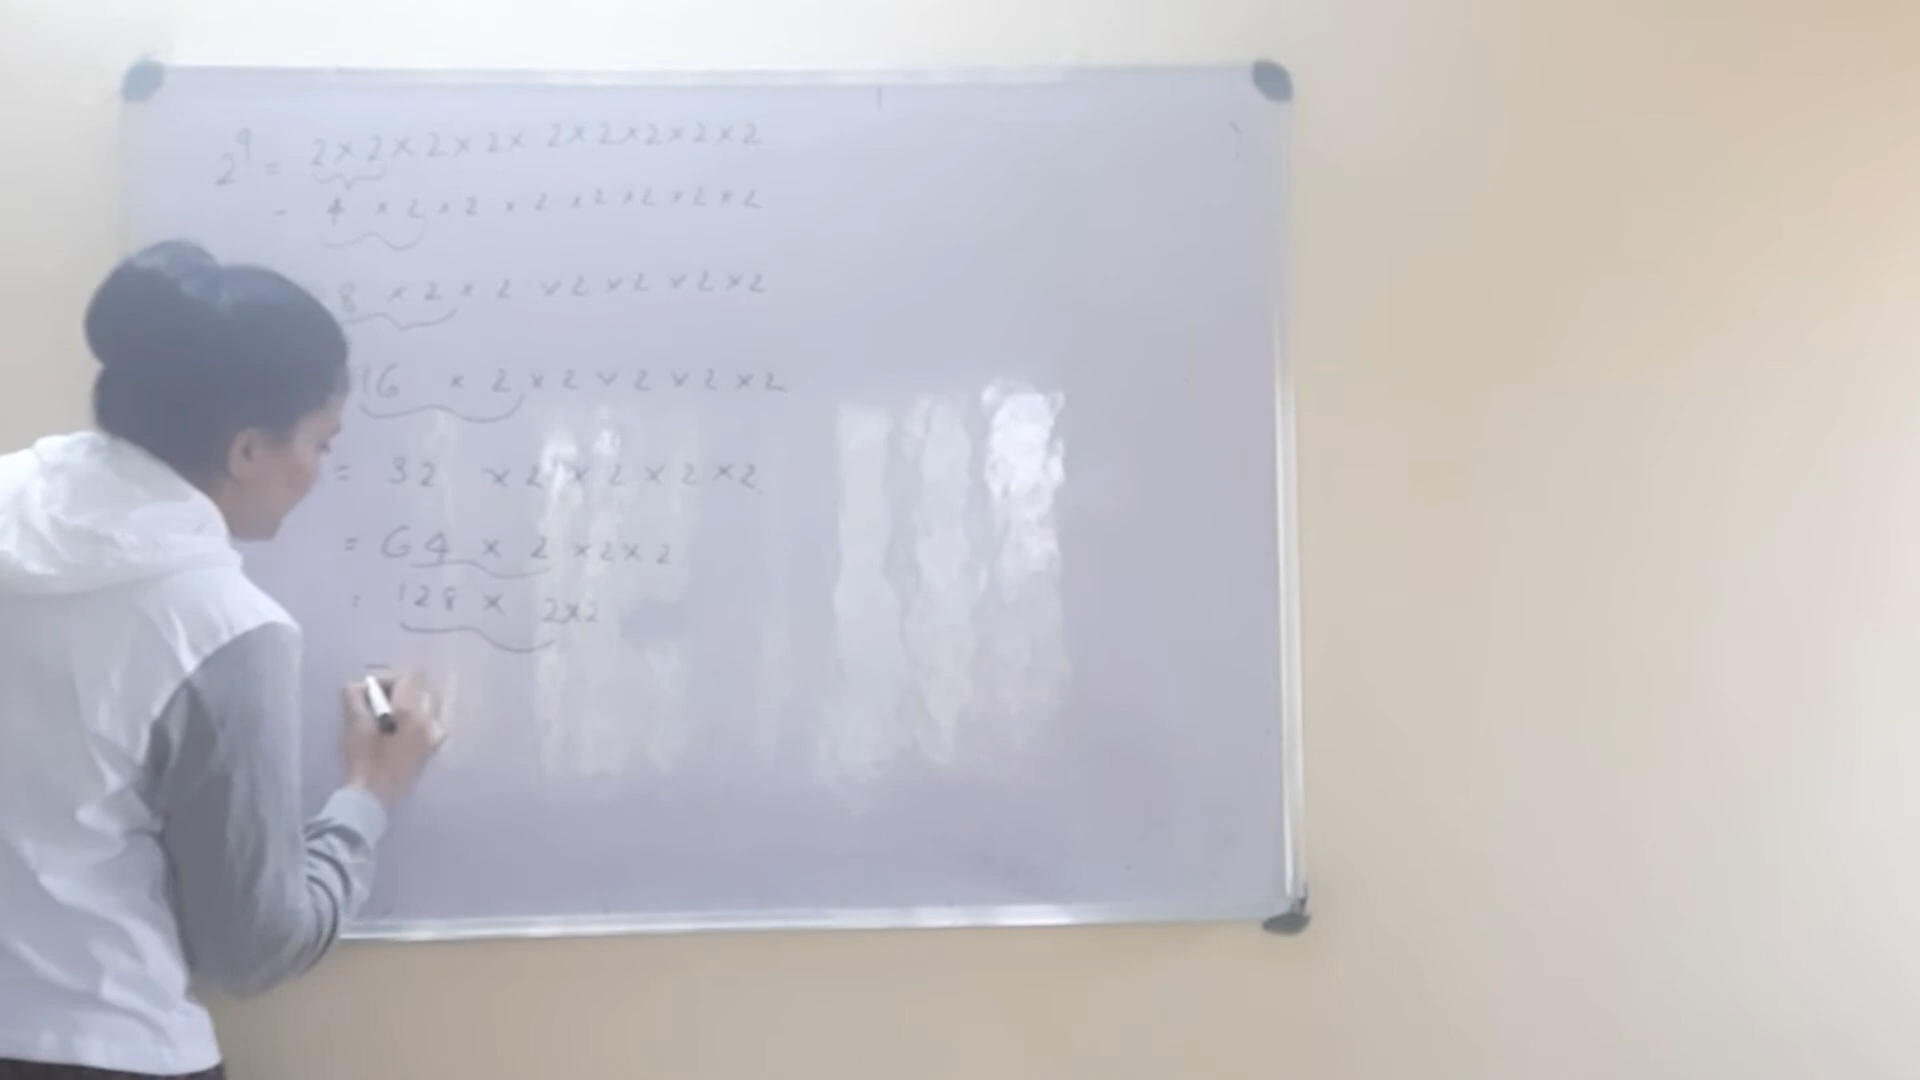 2⁹ = 2×2×2×2×2×2×2×2×2
- 4 × 2 × 2 × 2 × 2 × 2 × 2 × 2
8 × 2 × 2 × 2 × 2 × 2 × 2
16 × 2 × 2 × 2 × 2 × 2
= 32 × 2 × 2 × 2 × 2
= 64 × 2 × 2 × 2
= 128 × 2×2
=